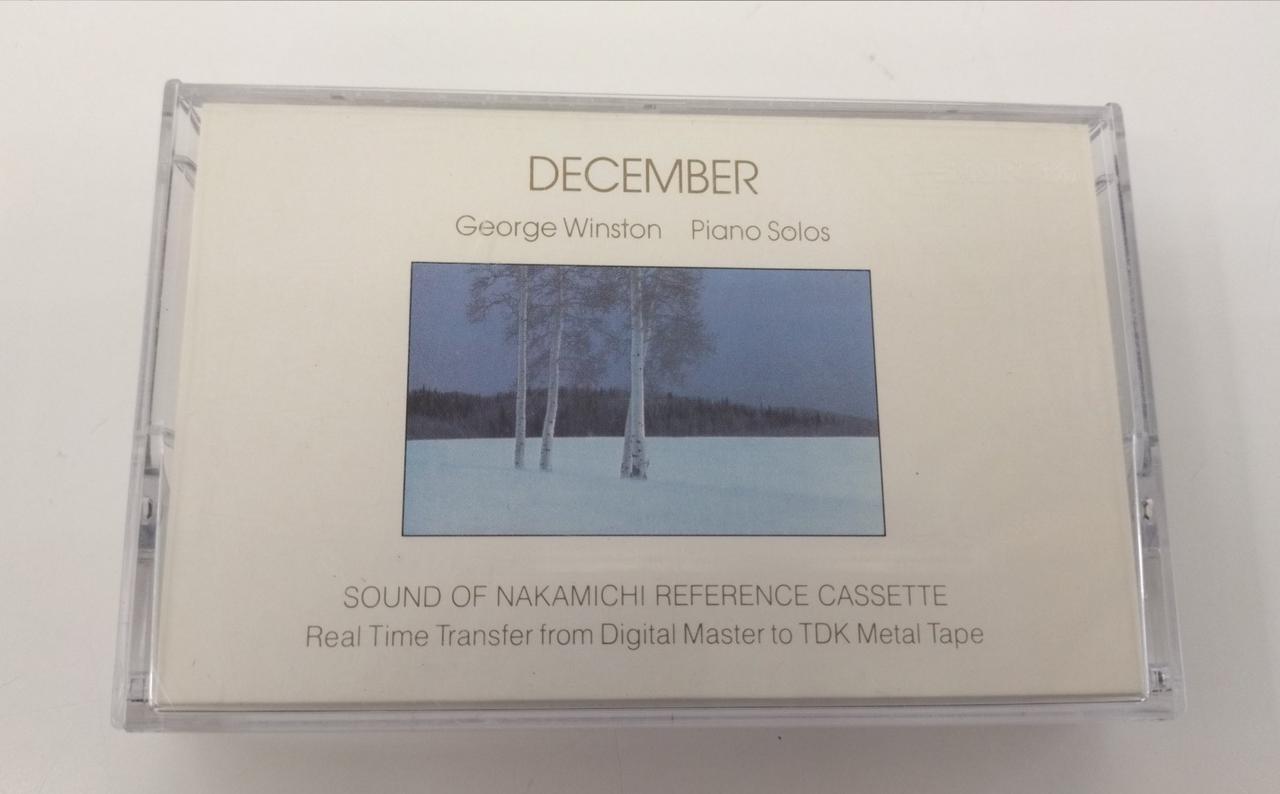 DECEMBER
George Winston Piano Solos
SOUND OF NAKAMICHI REFERENCE CASSETTE
Real Time Transfer from Digital Master to TDK Metal Tape